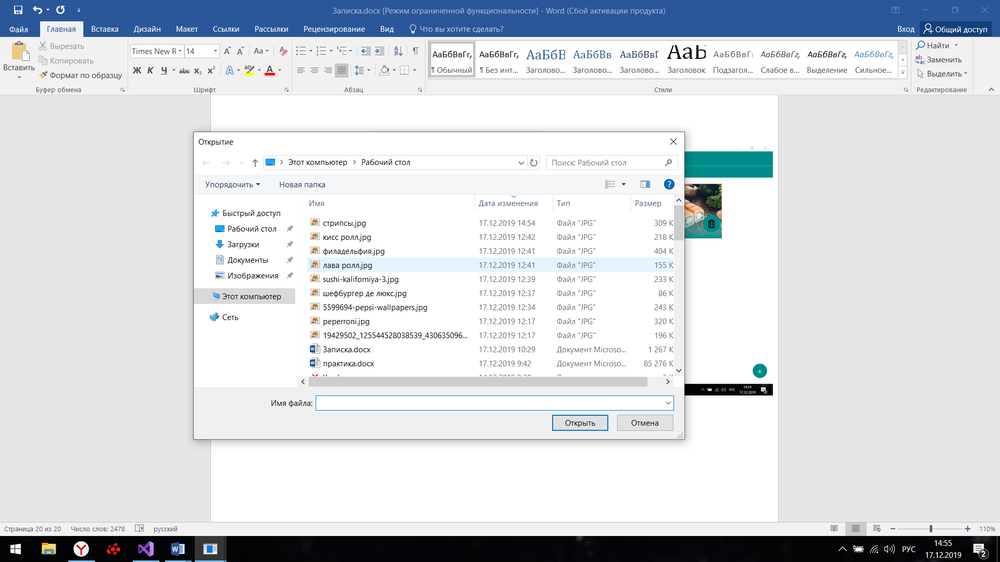 Записка.docx [Режим ограниченной функциональности] - Word (Сбой активации продукта)
Файл Главная Вставка Дизайн Макет Ссылки Рассылки Рецензирование Вид Что вы хотите сделать? Вход Общий доступ
Вставить
Вырезать
Копировать
Формат по образцу
Буфер обмена
Times New R 14
Шрифт
Абзац
АаБбВвГг, АаБбВвГг, АаБбВ АаБбВв АаБбВвГ АаБ АаБбВвГг АаБбВвГг, АаБбВвГг, АаБбВвГг,
¶ Обычный ¶ Без инт... Заголово... Заголово... Заголово... Заголовок Подзагол... Слабое в... Выделение Сильное...
Стили
Найти
Заменить
Выделить
Редактирование
Открытие
Этот компьютер Рабочий стол Поиск: Рабочий стол
Упорядочить Новая папка
Быстрый доступ
Рабочий стол
Загрузки
Документы
Изображения
Этот компьютер
Сеть
Имя Дата изменения Тип Размер
стрипсы.jpg 17.12.2019 14:54 Файл "JPG" 309 К
кисс ролл.jpg 17.12.2019 12:42 Файл "JPG" 218 К
филадельфия.jpg 17.12.2019 12:41 Файл "JPG" 404 К
лава ролл.jpg 17.12.2019 12:41 Файл "JPG" 155 К
sushi-kaliforniya-3.jpg 17.12.2019 12:39 Файл "JPG" 233 К
шефбургер де люкс.jpg 17.12.2019 12:37 Файл "JPG" 86 К
5599694-pepsi-wallpapers.jpg 17.12.2019 12:34 Файл "JPG" 243 К
peperroni.jpg 17.12.2019 12:17 Файл "JPG" 320 К
19429502_125544528038539_430635096... 17.12.2019 12:17 Файл "JPG" 196 К
Записка.docx 17.12.2019 10:29 Документ Microso... 1 267 К
практика.docx 17.12.2019 9:42 Документ Microso... 85 276 К
Имя файла:
Открыть Отмена
РУС 14:54
17.12.2019
Страница 20 из 20 Число слов: 2478 русский 110%
РУС 14:55
17.12.2019
2